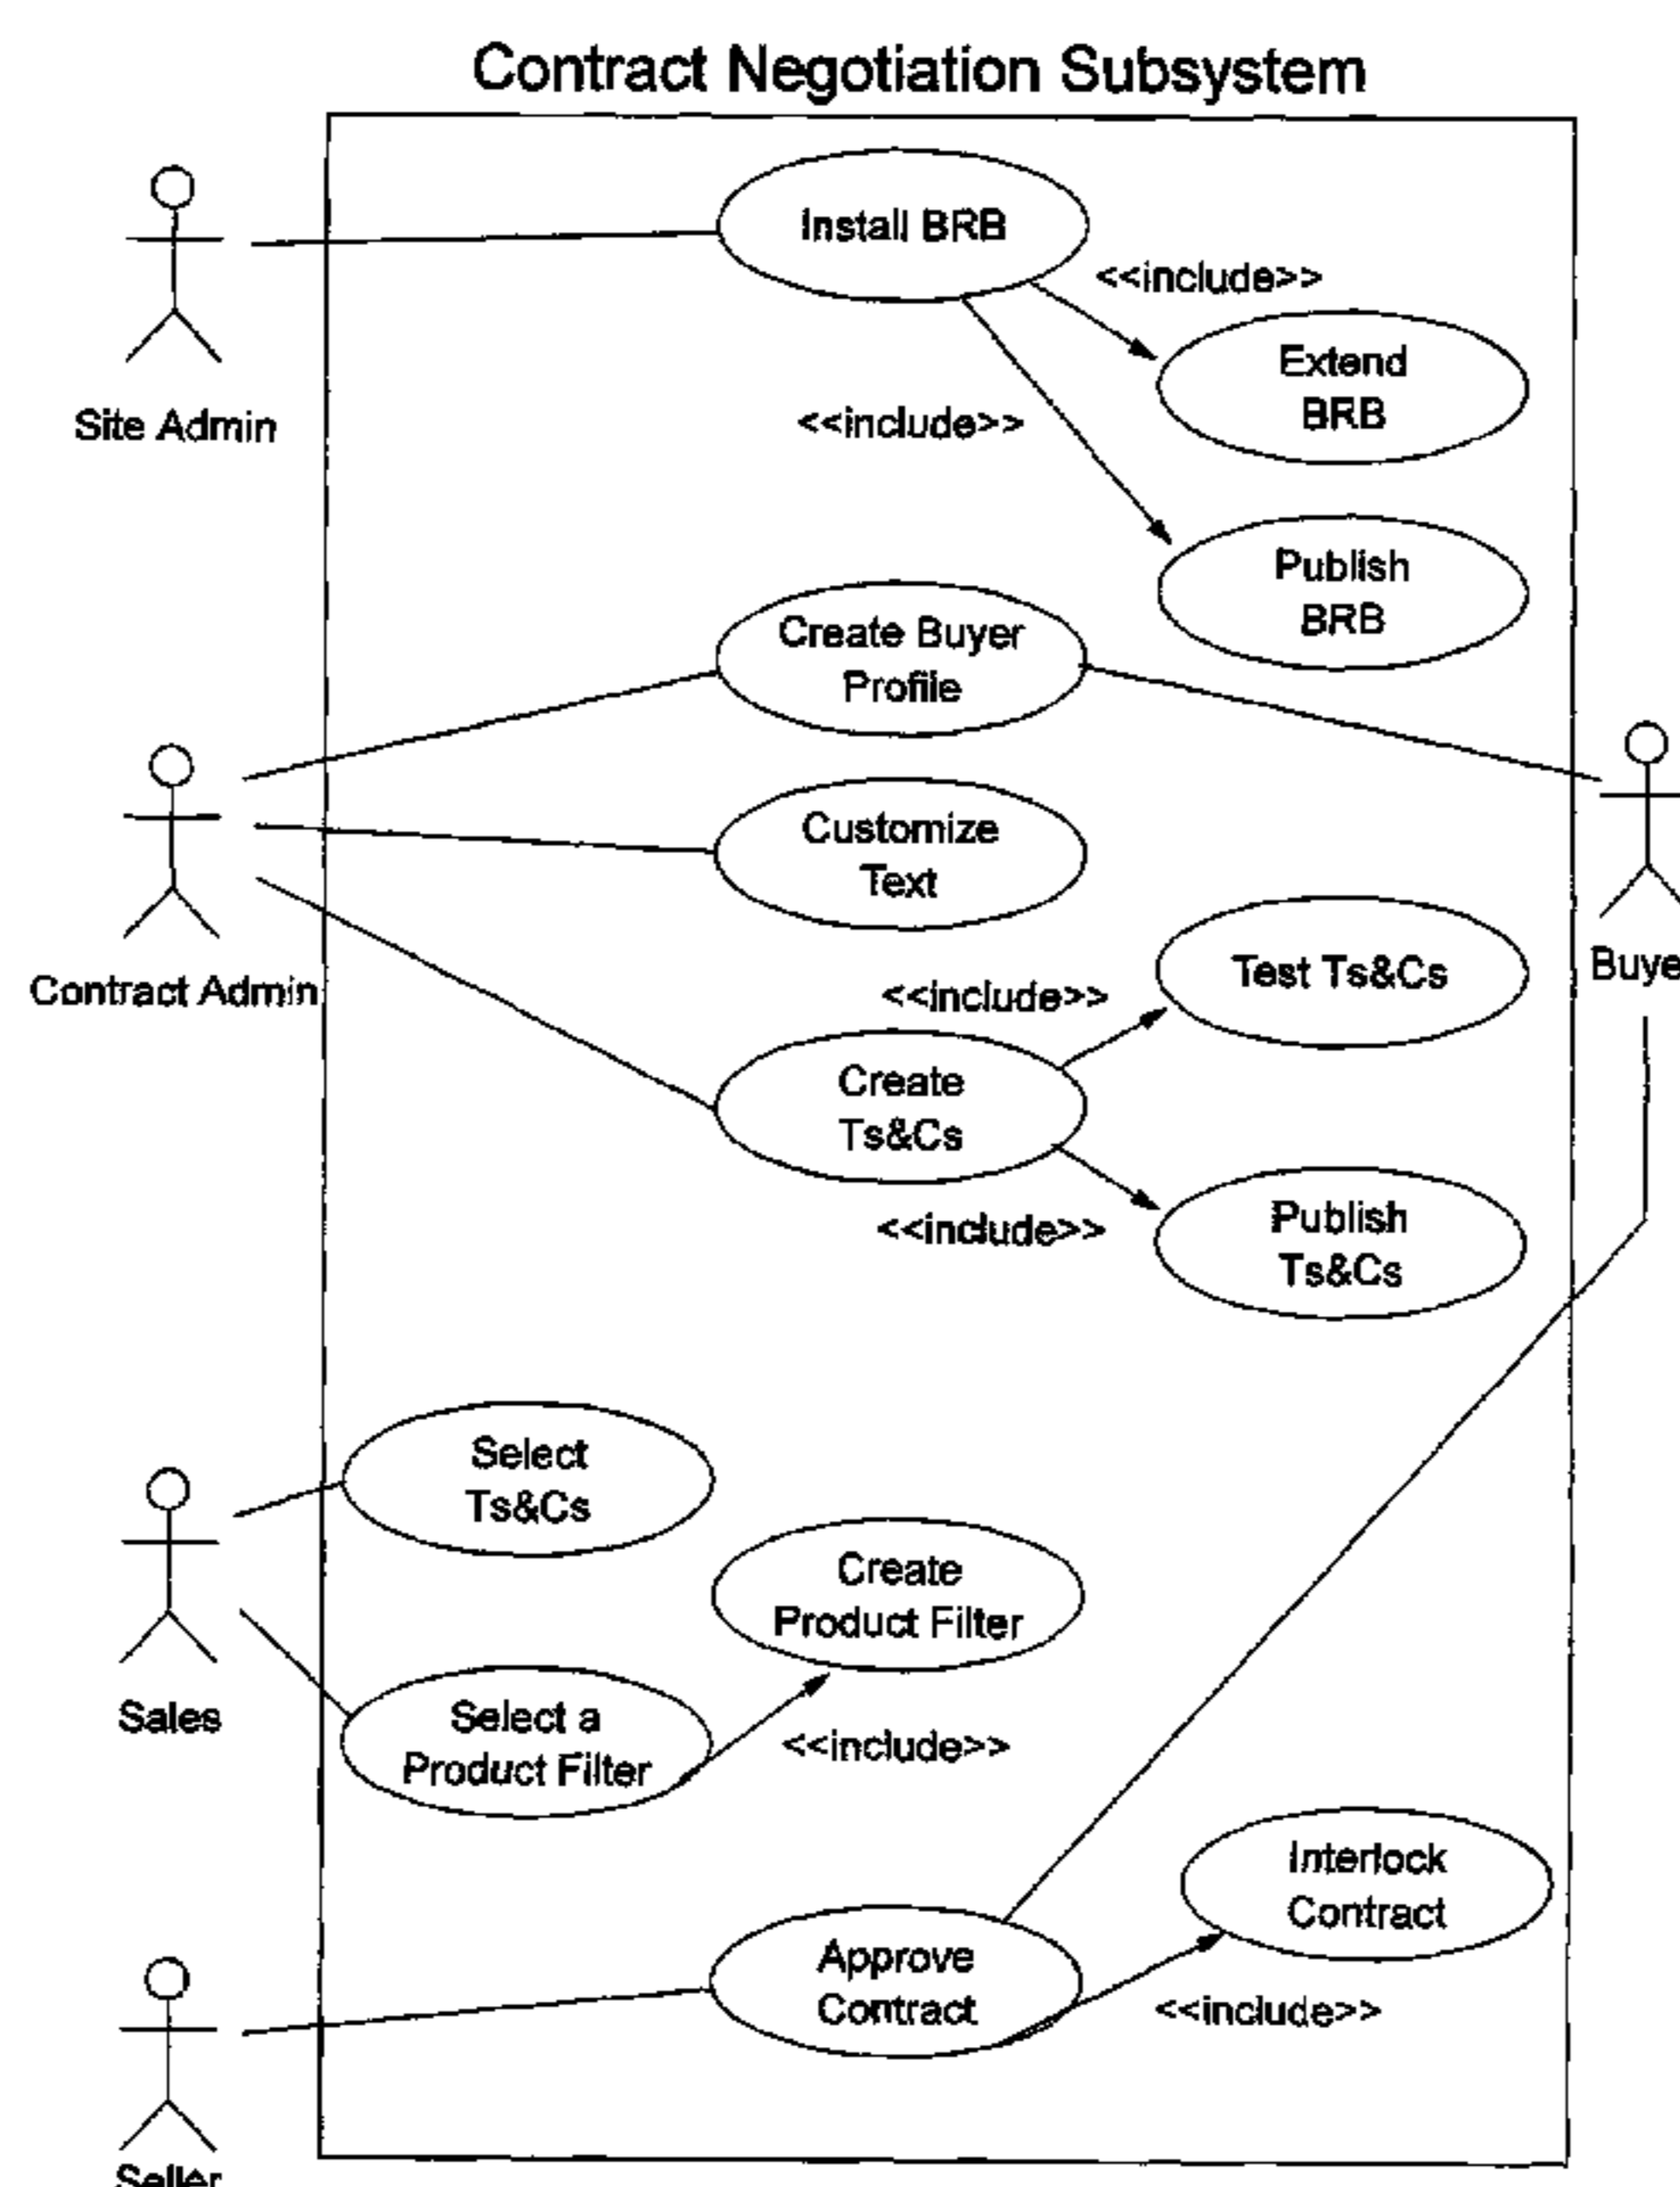 Contract Negotiation Subsystem
Install BRB
<<include>>
Extend
BRB
Site Admin
<<include>>
Publish
BRB
Create Buyer
Profile
Customize
Text
Contract Admin
Buye
Test Ts&Cs
<<include>>
Create
Ts&Cs
<<include>>
Publish
Ts&Cs
Select
Ts&Cs
Create
Product Filter
Sales
Select a
Product Filter
<<include>>
Interlock
Contract
Approve
Contract
<<include>>
Seller